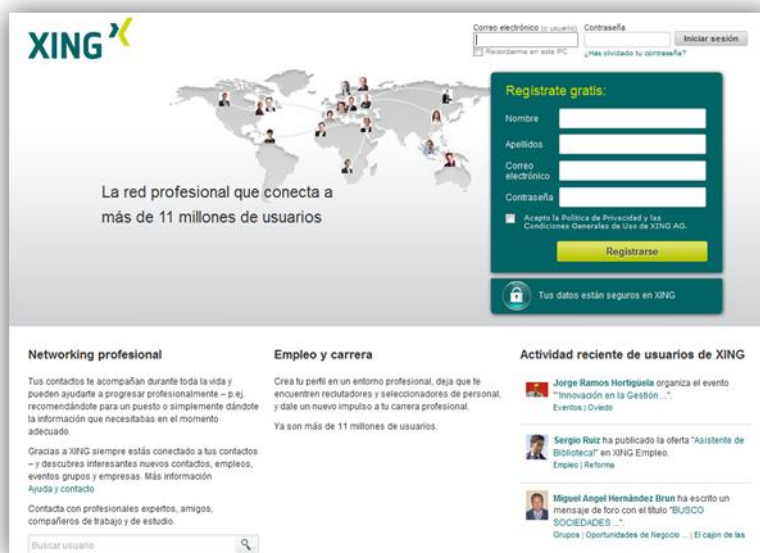 XING
Correo electrónico (o usuario) Contraseña
Iniciar sesión
Recordarme en este PC ¿Has olvidado tu contraseña?
Regístrate gratis:
Nombre
Apellidos
Correo
electrónico
Contraseña
Acepto la Política de Privacidad y las
Condiciones Generales de Uso de XING AG.
Registrarse
Tus datos están seguros en XING
La red profesional que conecta a
más de 11 millones de usuarios
Networking profesional
Tus contactos te acompañan durante toda la vida y
pueden ayudarte a progresar profesionalmente – p.ej.
recomendándote para un puesto o simplemente dándote
la información que necesitabas en el momento
adecuado.
Gracias a XING siempre estás conectado a tus contactos
– y descubres interesantes nuevos contactos, empleos,
eventos grupos y empresas. Más información
Ayuda y contacto
Contacta con profesionales expertos, amigos,
compañeros de trabajo y de estudio.
Buscar usuario
Empleo y carrera
Crea tu perfil en un entorno profesional, deja que te
encuentren reclutadores y seleccionadores de personal,
y dale un nuevo impulso a tu carrera profesional.
Ya son más de 11 millones de usuarios.
Actividad reciente de usuarios de XING
Jorge Ramos Hortigüela organiza el evento
"“Innovación en la Gestión ...".
Eventos | Oviedo
Sergio Ruiz ha publicado la oferta "Asistente de
Biblioteca!" en XING Empleo.
Empleo | Reforma
Miguel Angel Hernández Brun ha escrito un
mensaje de foro con el título "BUSCO
SOCIEDADES ...".
Grupos | Oportunidades de Negocio ... | El cajon de las